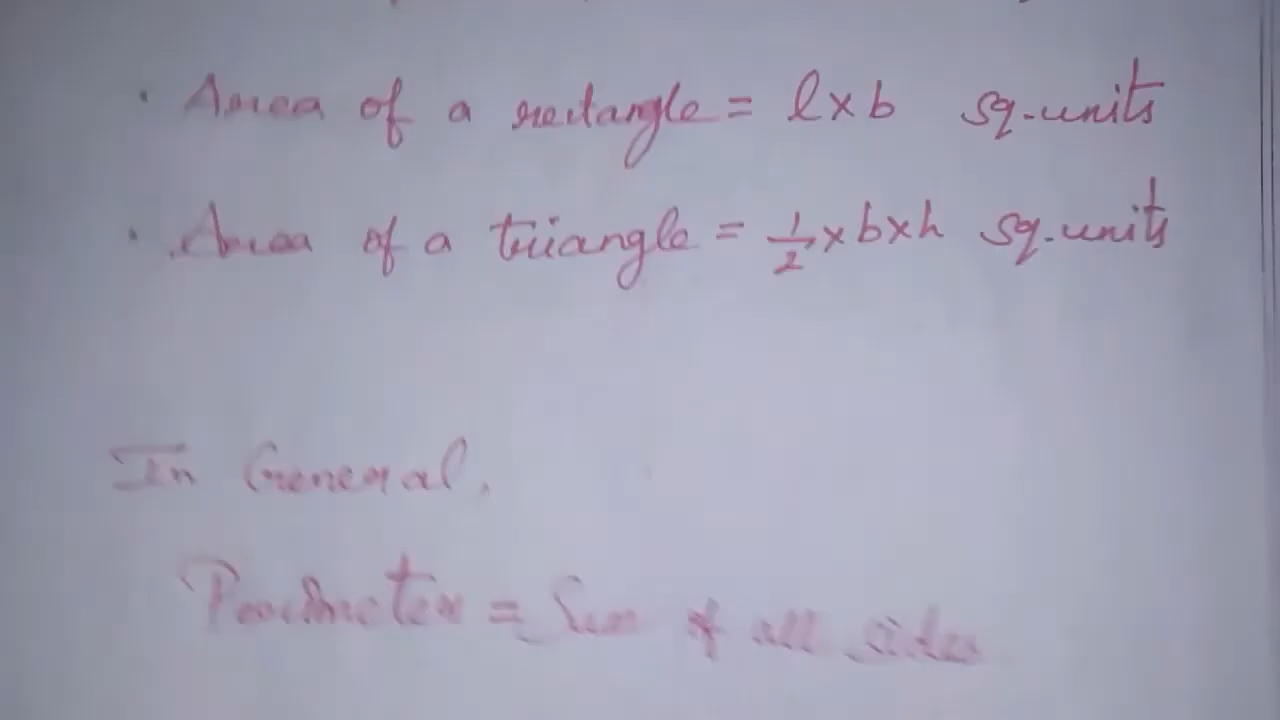 · Area of a rectangle = l × b sq. units
· Area of a triangle = 1/2 × b × h sq. units
In General,
Perimeter = Sum of all sides